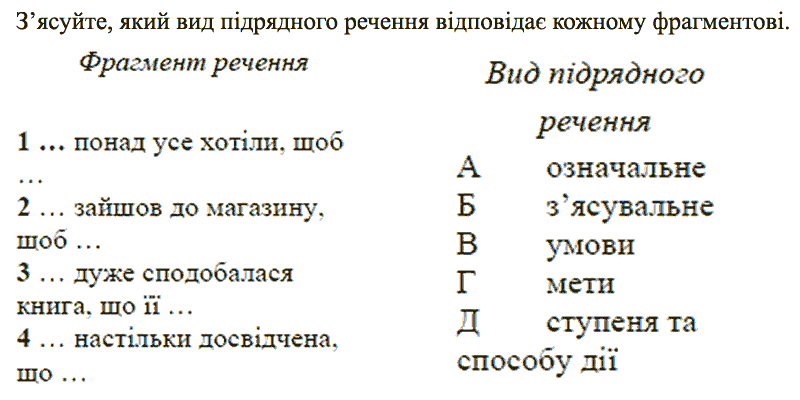 З’ясуйте, який вид підрядного речення відповідає кожному фрагментові.
Фрагмент речення
1 … понад усе хотіли, щоб
…
2 … зайшов до магазину,
щоб …
3 … дуже сподобалася
книга, що її …
4 … настільки досвідчена,
що …
Вид підрядного
речення
А означальне
Б з’ясувальне
В умови
Г мети
Д ступеня та
способу дії